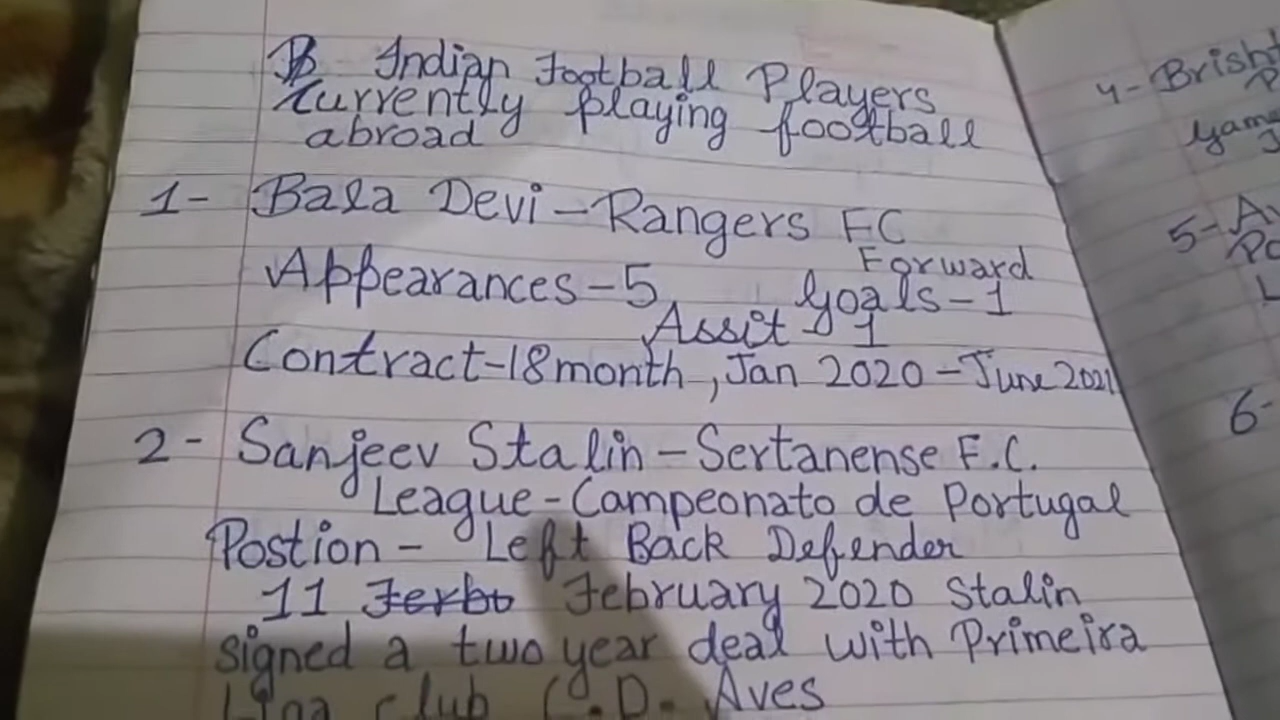 Indian Football Players
Currently playing football
abroad
1- Bala Devi - Rangers FC
Forward
Appearances - 5, Goals - 1
Assit - 1
Contract - 18 month, Jan 2020 - June 2021
2- Sanjeev Stalin - Sertanense F.C.
League - Campeonato de Portugal
Postion - Left Back Defender
11 Ferbo February 2020 Stalin
signed a two year deal with Primeira
Liga club C.D. Aves
4-
5-
6-